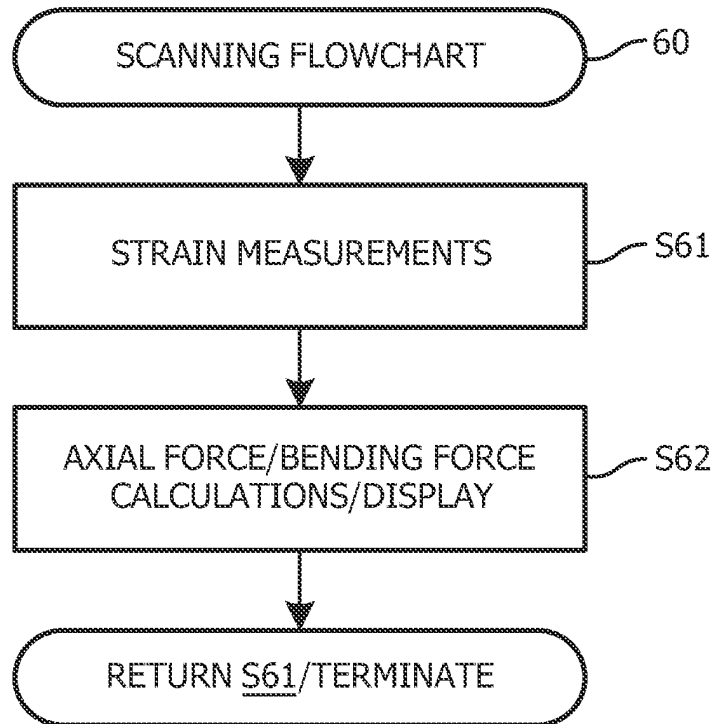 SCANNING FLOWCHART
60
STRAIN MEASUREMENTS
S61
AXIAL FORCE/BENDING FORCE
CALCULATIONS/DISPLAY
S62
RETURN S61/TERMINATE